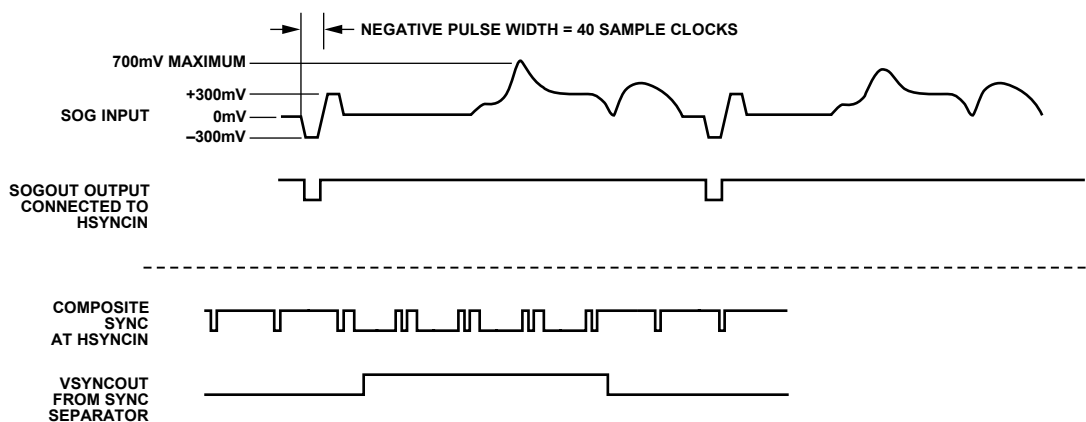 NEGATIVE PULSE WIDTH = 40 SAMPLE CLOCKS
700mV MAXIMUM
+300mV
SOG INPUT
0mV
–300mV
SOGOUT OUTPUT
CONNECTED TO
HSYNCIN
COMPOSITE
SYNC
AT HSYNCIN
VSYNCOUT
FROM SYNC
SEPARATOR